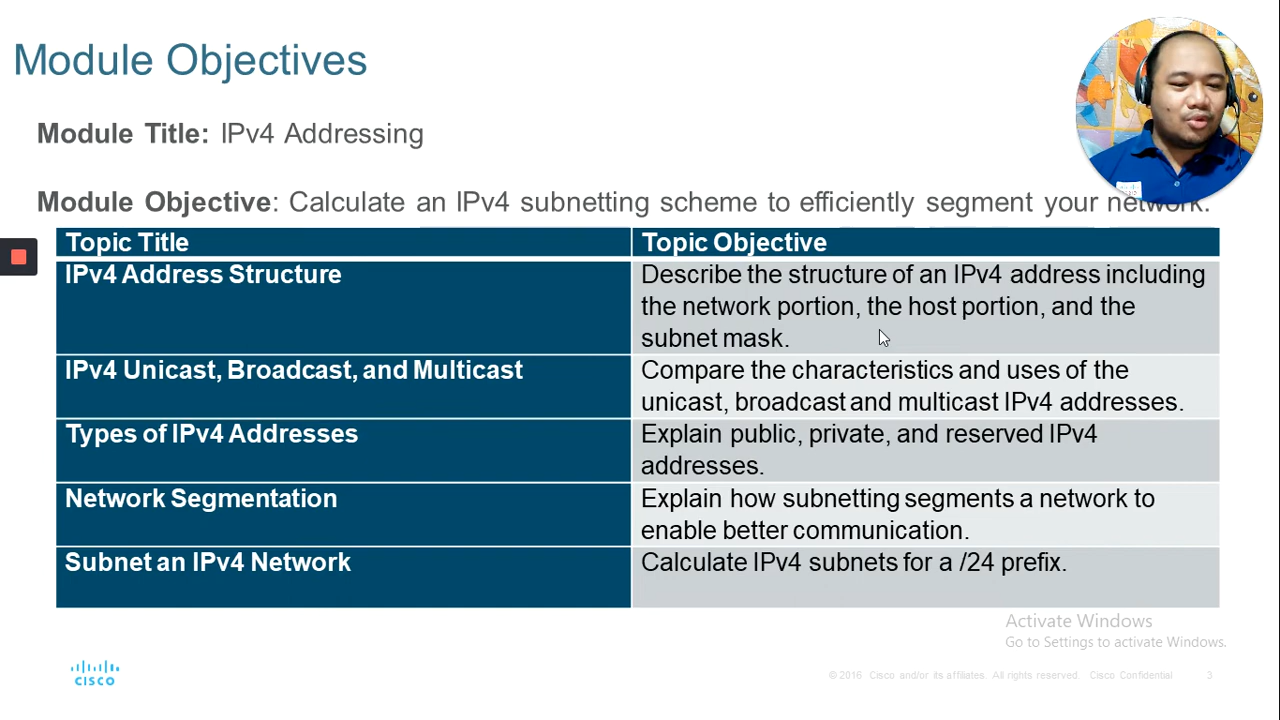 Module Objectives
Module Title: IPv4 Addressing
Module Objective: Calculate an IPv4 subnetting scheme to efficiently segment your network.
Topic Title
Topic Objective
IPv4 Address Structure
Describe the structure of an IPv4 address including
the network portion, the host portion, and the
subnet mask.
IPv4 Unicast, Broadcast, and Multicast
Compare the characteristics and uses of the
unicast, broadcast and multicast IPv4 addresses.
Types of IPv4 Addresses
Explain public, private, and reserved IPv4
addresses.
Network Segmentation
Explain how subnetting segments a network to
enable better communication.
Subnet an IPv4 Network
Calculate IPv4 subnets for a /24 prefix.
Activate Windows
Go to Settings to activate Windows.
CISCO
© 2016 Cisco and/or its affiliates. All rights reserved. Cisco Confidential
3